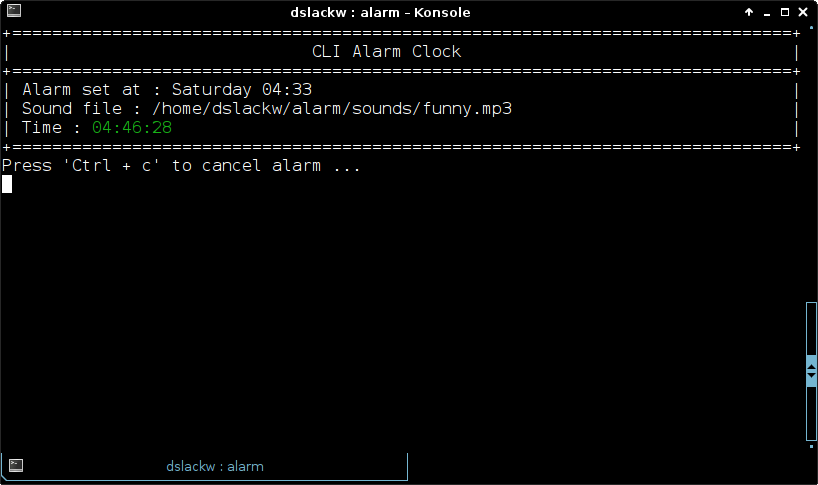 dslackw : alarm – Konsole
+==============================================================================+
| CLI Alarm Clock |
+==============================================================================+
| Alarm set at : Saturday 04:33 |
| Sound file : /home/dslackw/alarm/sounds/funny.mp3 |
| Time : 04:46:28 |
+==============================================================================+
Press 'Ctrl + c' to cancel alarm ...
dslackw : alarm